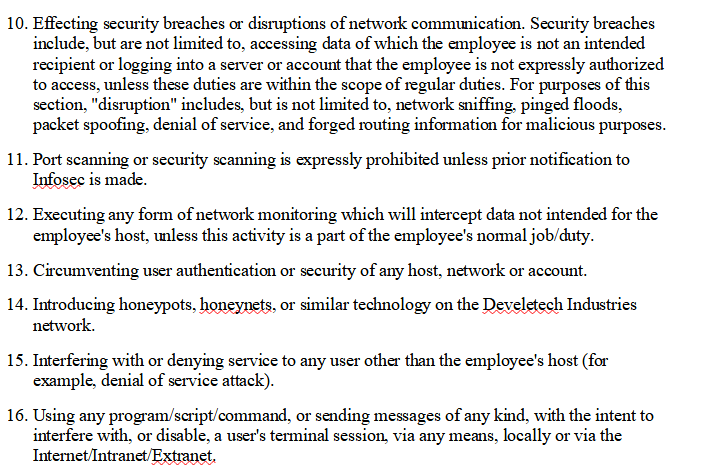 10. Effecting security breaches or disruptions of network communication. Security breaches
include, but are not limited to, accessing data of which the employee is not an intended
recipient or logging into a server or account that the employee is not expressly authorized
to access, unless these duties are within the scope of regular duties. For purposes of this
section, "disruption" includes, but is not limited to, network sniffing, pinged floods,
packet spoofing, denial of service, and forged routing information for malicious purposes.
11. Port scanning or security scanning is expressly prohibited unless prior notification to
Infosec is made.
12. Executing any form of network monitoring which will intercept data not intended for the
employee's host, unless this activity is a part of the employee's normal job/duty.
13. Circumventing user authentication or security of any host, network or account.
14. Introducing honeypots, honeynets, or similar technology on the Develetech Industries
network.
15. Interfering with or denying service to any user other than the employee's host (for
example, denial of service attack).
16. Using any program/script/command, or sending messages of any kind, with the intent to
interfere with, or disable, a user's terminal session, via any means, locally or via the
Internet/Intranet/Extranet.